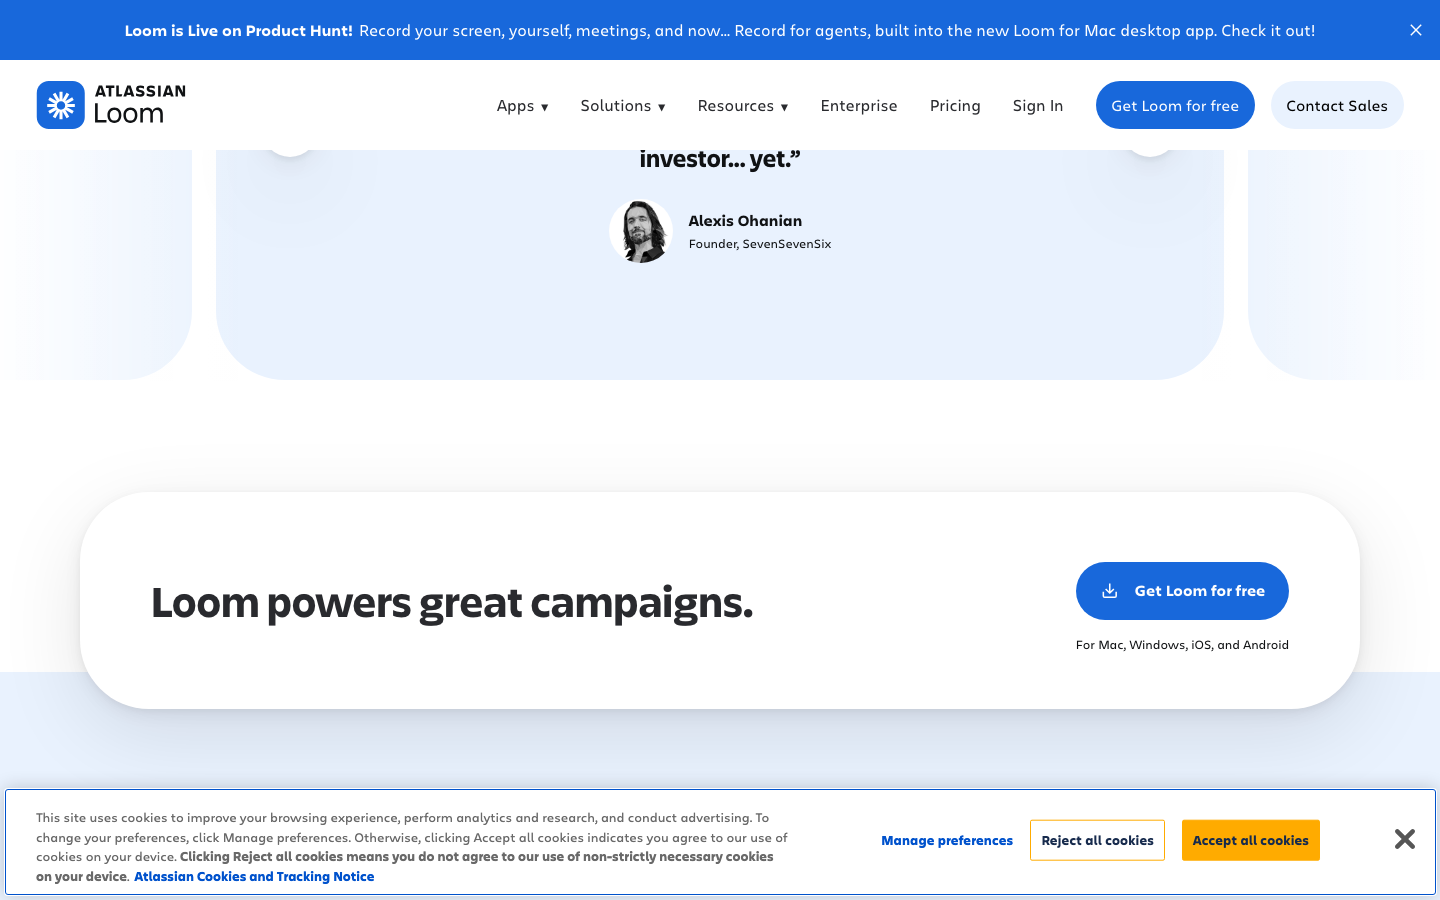 Loom is Live on Product Hunt! Record your screen, yourself, meetings, and now... Record for agents, built into the new Loom for Mac desktop app. Check it out!
ATLASSIAN
Loom
Apps ▾ Solutions ▾ Resources ▾ Enterprise Pricing Sign In Get Loom for free Contact Sales
investor... yet.”
Alexis Ohanian
Founder, SevenSevenSix
Loom powers great campaigns.
Get Loom for free
For Mac, Windows, iOS, and Android
This site uses cookies to improve your browsing experience, perform analytics and research, and conduct advertising. To
change your preferences, click Manage preferences. Otherwise, clicking Accept all cookies indicates you agree to our use of
cookies on your device. Clicking Reject all cookies means you do not agree to our use of non-strictly necessary cookies
on your device. Atlassian Cookies and Tracking Notice
Manage preferences
Reject all cookies
Accept all cookies